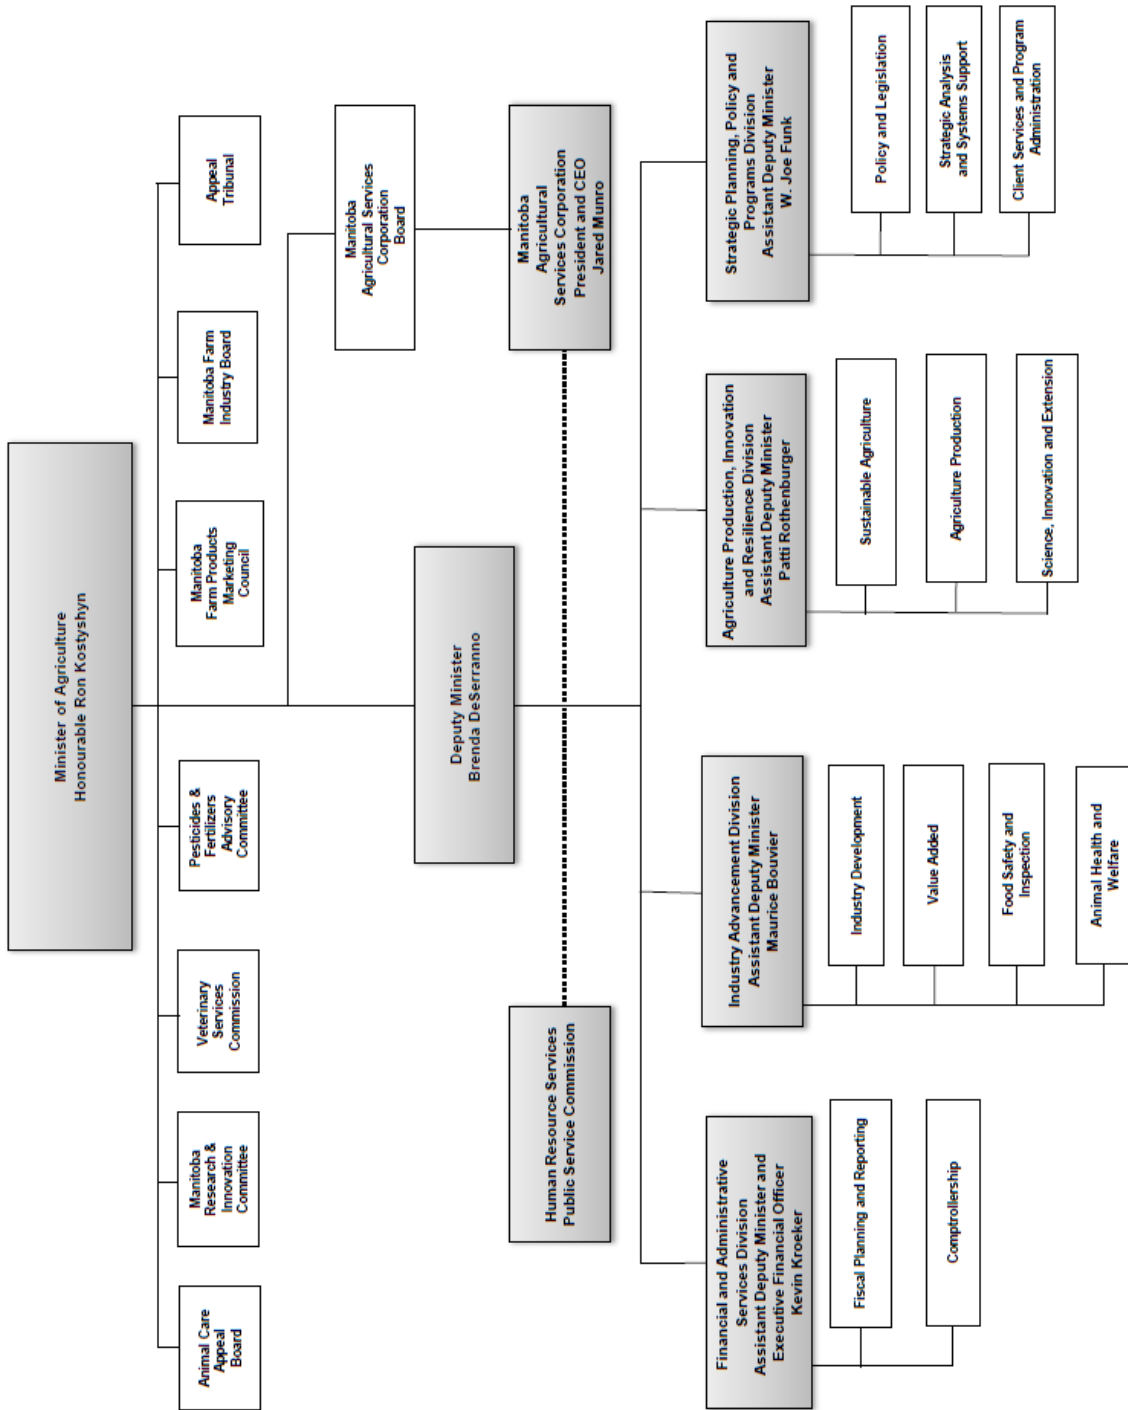 Minister of Agriculture
Honourable Ron Kostyshyn
Animal Care
Appeal
Board
Manitoba
Research &
Innovation
Committee
Veterinary
Services
Commission
Pesticides &
Fertilizers
Advisory
Committee
Manitoba
Farm Products
Marketing
Council
Manitoba Farm
Industry Board
Appeal
Tribunal
Manitoba
Agricultural Services
Corporation
Board
Deputy Minister
Brenda DeSerranno
Human Resource Services
Public Service Commission
Manitoba
Agricultural
Services Corporation
President and CEO
Jared Munro
Financial and Administrative
Services Division
Assistant Deputy Minister and
Executive Financial Officer
Kevin Kroeker
Fiscal Planning and Reporting
Comptrollership
Industry Advancement Division
Assistant Deputy Minister
Maurice Bouvier
Industry Development
Value Added
Food Safety and
Inspection
Animal Health and
Welfare
Agriculture Production, Innovation
and Resilience Division
Assistant Deputy Minister
Patti Rothenburger
Sustainable Agriculture
Agriculture Production
Science, Innovation and Extension
Strategic Planning, Policy and
Programs Division
Assistant Deputy Minister
W. Joe Funk
Policy and Legislation
Strategic Analysis
and Systems Support
Client Services and Program
Administration